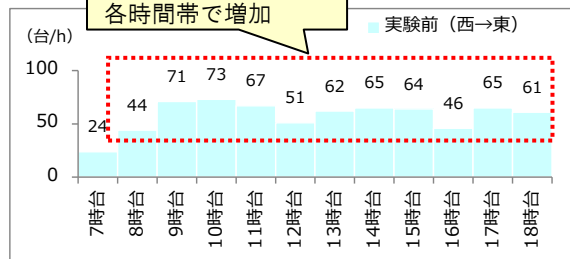 各時間帯で増加
(台/h)
実験前（西→東）
100
50
0
24
44
71
73
67
51
62
65
64
46
65
61
7時台
8時台
9時台
10時台
11時台
12時台
13時台
14時台
15時台
16時台
17時台
18時台